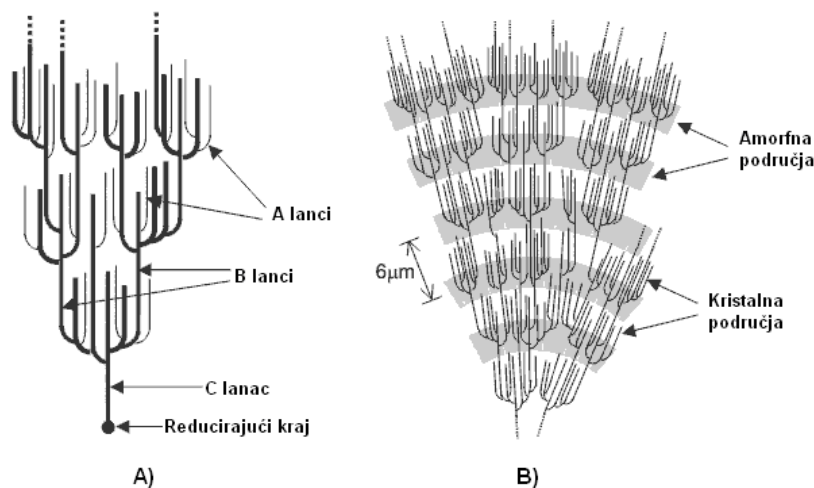 A lanci
B lanci
C lanac
Reducirajući kraj
A)
Amorfna
područja
6μm
Kristalna
područja
B)